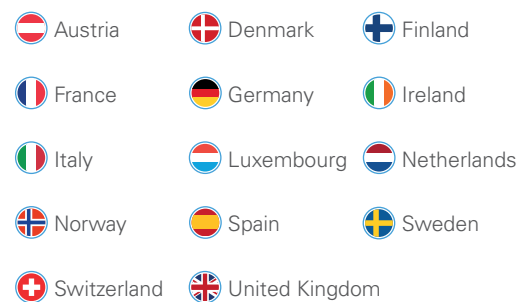 Austria Denmark Finland
France Germany Ireland
Italy Luxembourg Netherlands
Norway Spain Sweden
Switzerland United Kingdom